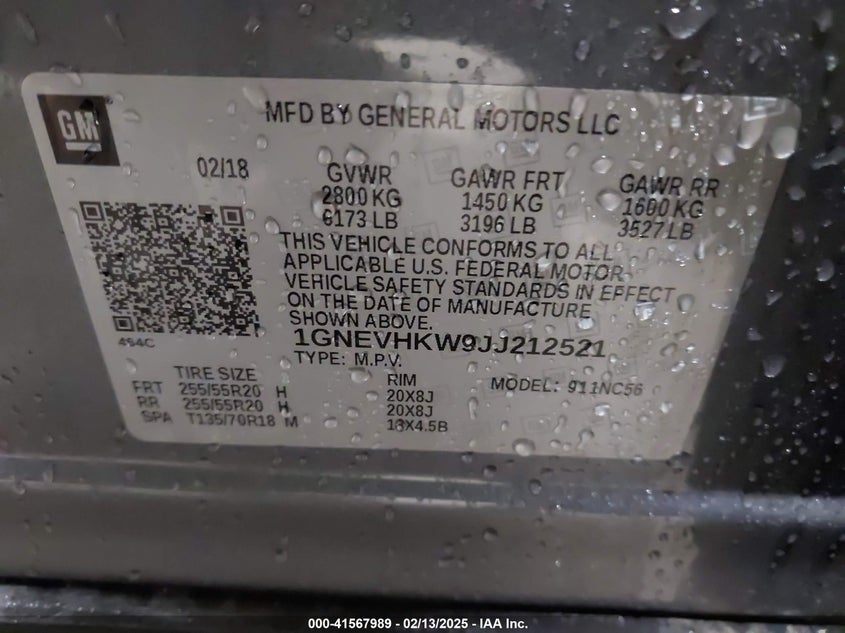 GM
MFD BY GENERAL MOTORS LLC
02/18 GVWR GAWR FRT GAWR RR
2800 KG 1450 KG 1600 KG
6173 LB 3196 LB 3527 LB
THIS VEHICLE CONFORMS TO ALL
APPLICABLE U.S. FEDERAL MOTOR
VEHICLE SAFETY STANDARDS IN EFFECT
ON THE DATE OF MANUFACTURE
SHOWN ABOVE.
464C
1GNEVHKW9JJ212521
TYPE: M.P.V.
TIRE SIZE RIM MODEL: 911NC56
FRT 255/55R20 H 20X8J
RR 255/55R20 H 20X8J
SPA T135/70R18 M 18X4.5B
000-41567989 — 02/13/2025 — IAA Inc.